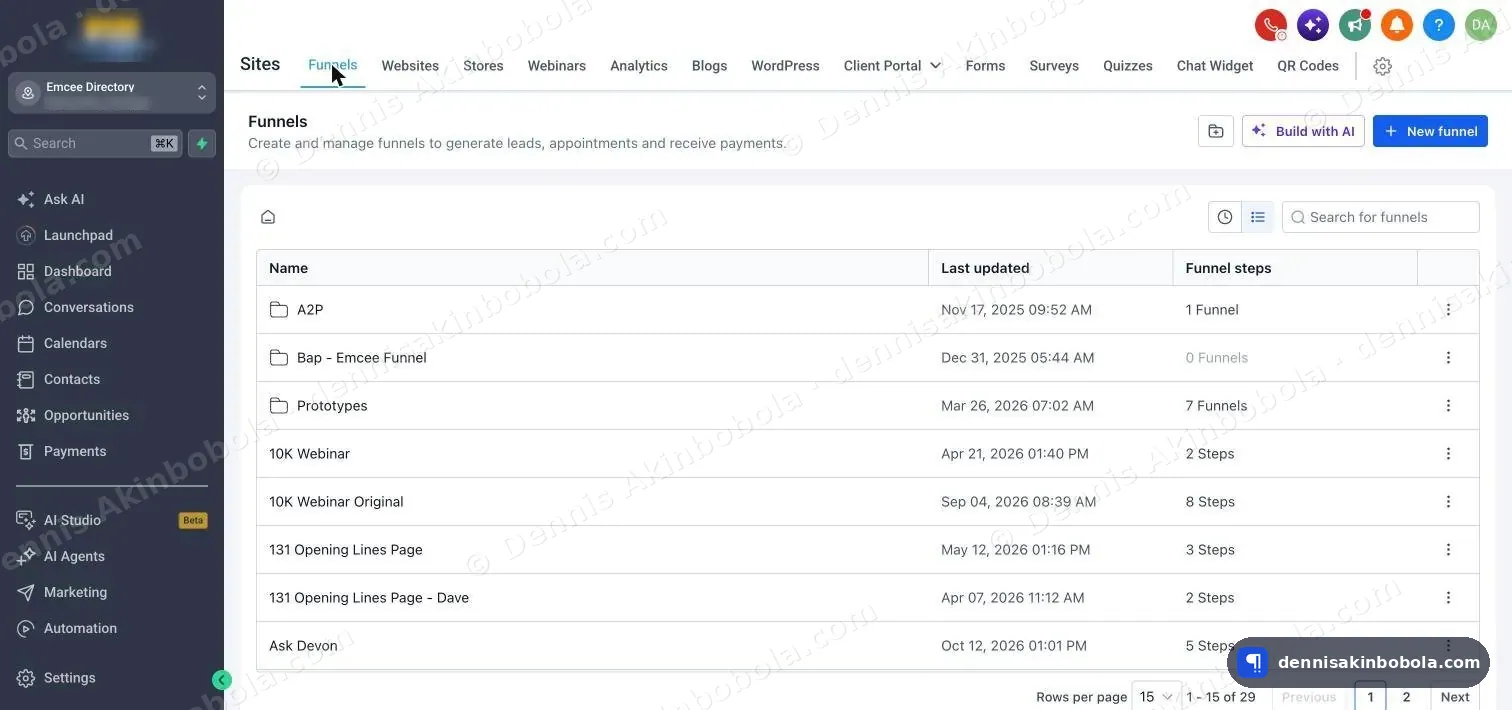 DA
Sites Funnels Websites Stores Webinars Analytics Blogs WordPress Client Portal Forms Surveys Quizzes Chat Widget QR Codes
Emcee Directory
Search ⌘K
Ask AI
Launchpad
Dashboard
Conversations
Calendars
Contacts
Opportunities
Payments
AI Studio Beta
AI Agents
Marketing
Automation
Settings
Funnels
Create and manage funnels to generate leads, appointments and receive payments.
Build with AI
+ New funnel
Search for funnels
Name Last updated Funnel steps
A2P Nov 17, 2025 09:52 AM 1 Funnel
Bap - Emcee Funnel Dec 31, 2025 05:44 AM 0 Funnels
Prototypes Mar 26, 2026 07:02 AM 7 Funnels
10K Webinar Apr 21, 2026 01:40 PM 2 Steps
10K Webinar Original Sep 04, 2026 08:39 AM 8 Steps
131 Opening Lines Page May 12, 2026 01:16 PM 3 Steps
131 Opening Lines Page - Dave Apr 07, 2026 11:12 AM 2 Steps
Ask Devon Oct 12, 2026 01:01 PM 5 Steps
Rows per page 15 1 - 15 of 29 Previous 1 2 Next
dennisakinbobola.com
© Dennis Akinbobola · dennisakinbobola.com